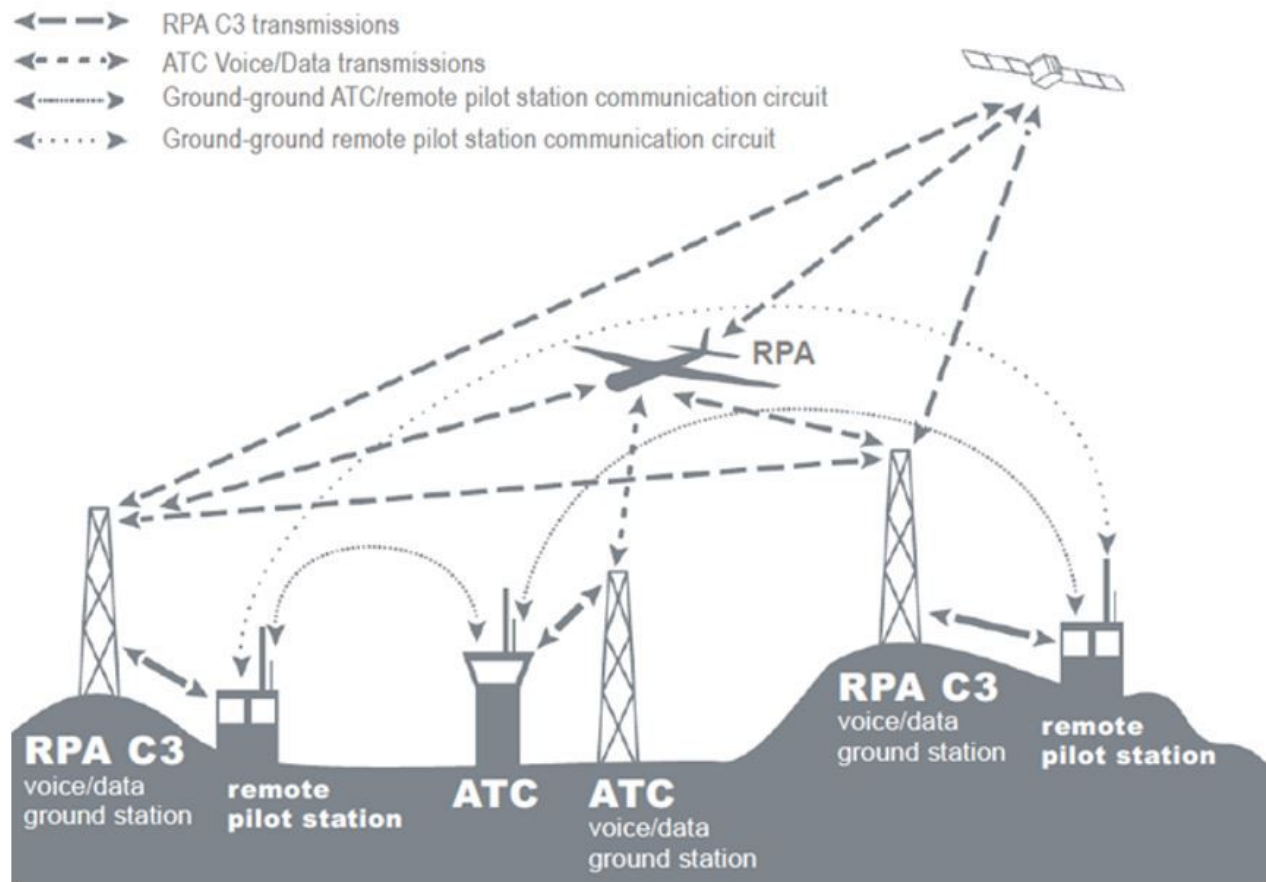 RPA C3 transmissions
ATC Voice/Data transmissions
Ground-ground ATC/remote pilot station communication circuit
Ground-ground remote pilot station communication circuit
RPA
RPA C3
voice/data
ground station
remote
pilot station
ATC
ATC
voice/data
ground station
RPA C3
voice/data
ground station
remote
pilot station